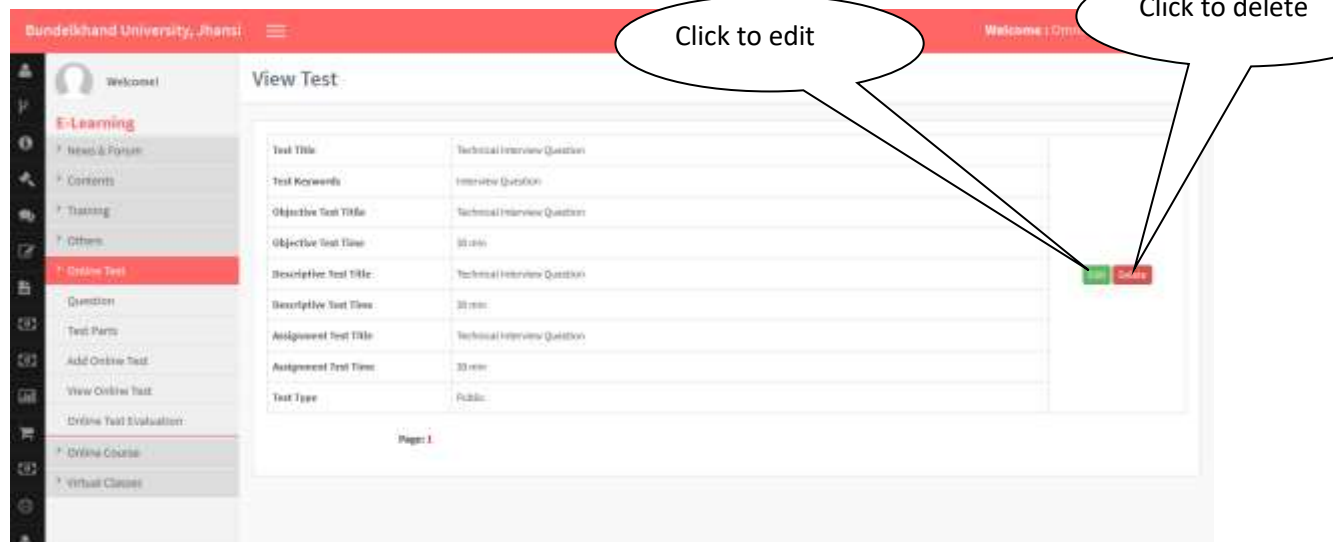 Click to edit
Click to delete
Bundelkhand University, Jhansi
Welcome :
Welcome!
View Test
E-Learning
News & Forum
Contents
Training
Others
Online Test
Question
Test Parts
Add Online Test
View Online Test
Online Test Evaluation
Online Course
Virtual Classes
Test Title Technical Interview Question
Test Keywords Interview Question
Objective Test Title Technical Interview Question
Objective Test Time min
Descriptive Test Title Technical Interview Question
Edit Delete
Descriptive Test Time min
Assignment Test Title Technical Interview Question
Assignment Test Time min
Test Type Public
Page: 1